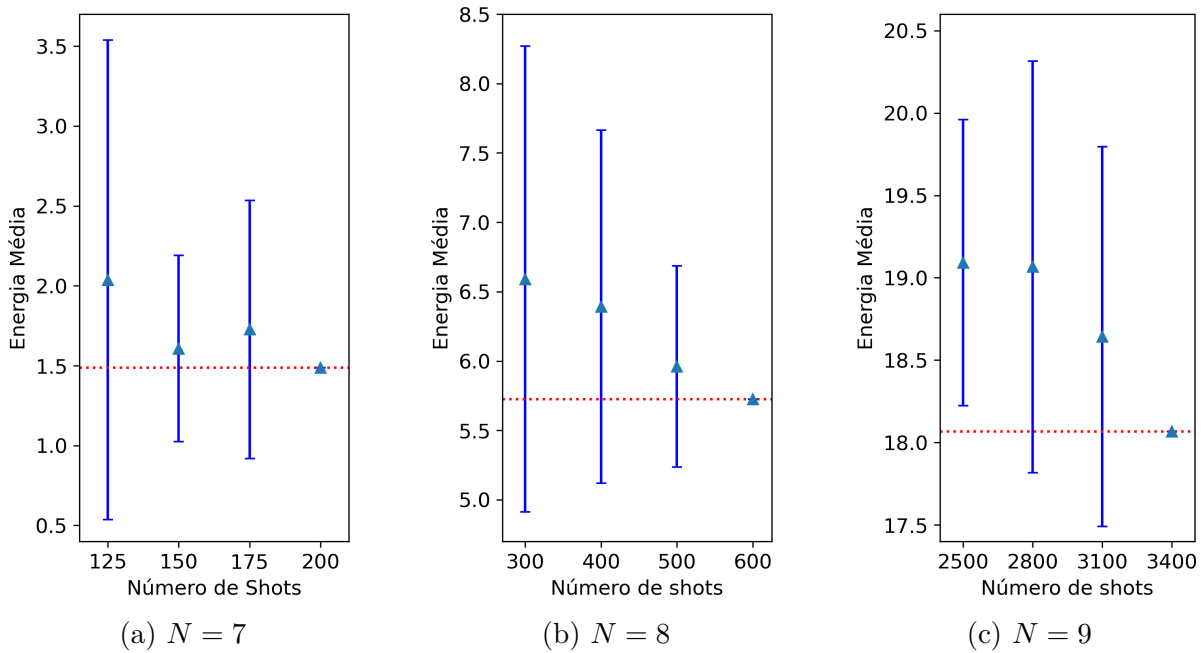 3.5
3.0
2.5
2.0
1.5
1.0
0.5
Energia Média
125 150 175 200
Número de Shots
(a) N = 7
8.5
8.0
7.5
7.0
6.5
6.0
5.5
5.0
Energia Média
300 400 500 600
Número de shots
(b) N = 8
20.5
20.0
19.5
19.0
18.5
18.0
17.5
Energia Média
2500 2800 3100 3400
Número de shots
(c) N = 9